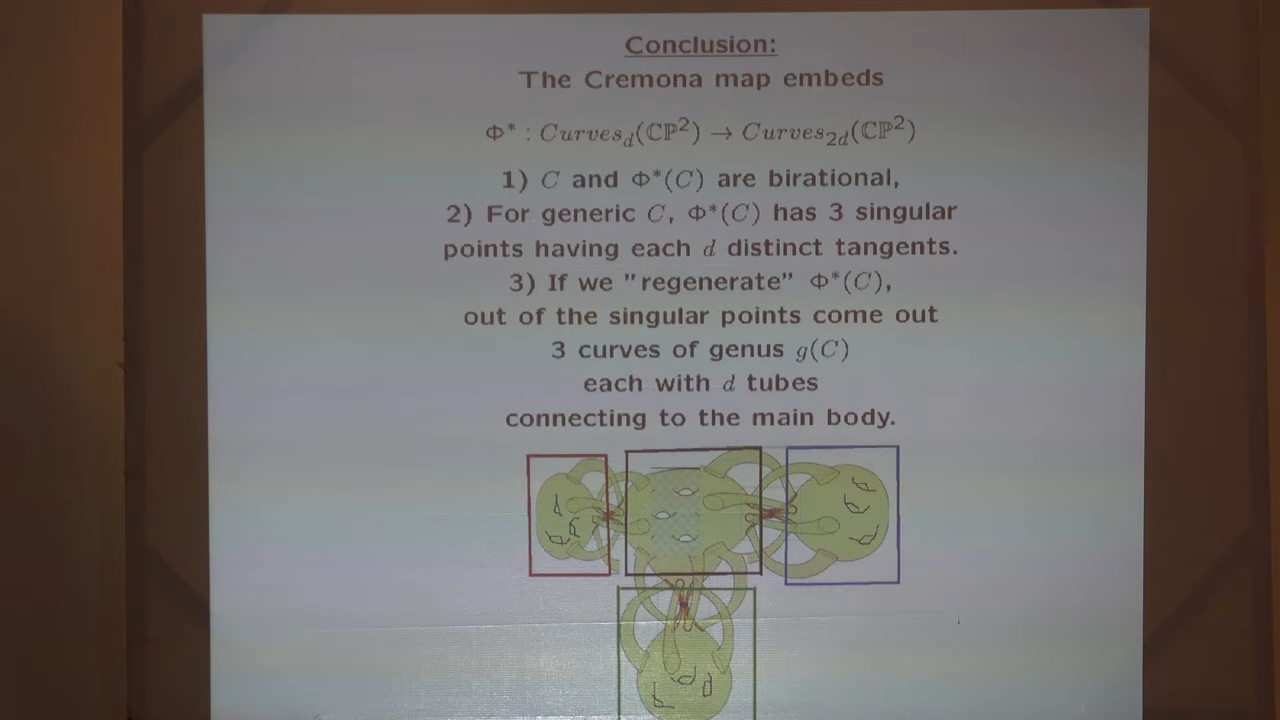 Conclusion:
The Cremona map embeds
Φ* : Curves_d(ℂℙ²) → Curves_2d(ℂℙ²)
1) C and Φ*(C) are birational,
2) For generic C, Φ*(C) has 3 singular
points having each d distinct tangents.
3) If we "regenerate" Φ*(C),
out of the singular points come out
3 curves of genus g(C)
each with d tubes
connecting to the main body.